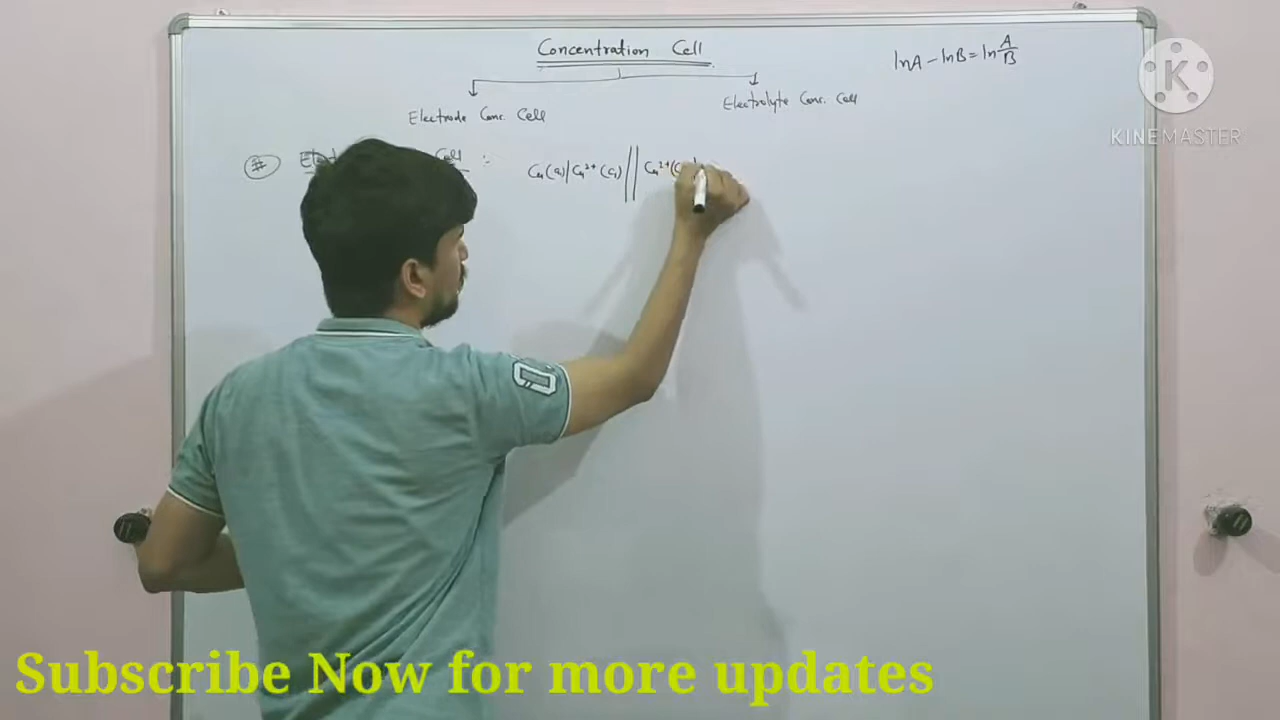 Concentration Cell
lnA - lnB = ln A/B
Electrode Conc. Cell
Electrolyte Conc. Cell
# Cell :- Cu(a)|Cu²⁺(C₁) || Cu²⁺(C
K
KINEMASTER
Subscribe Now for more updates